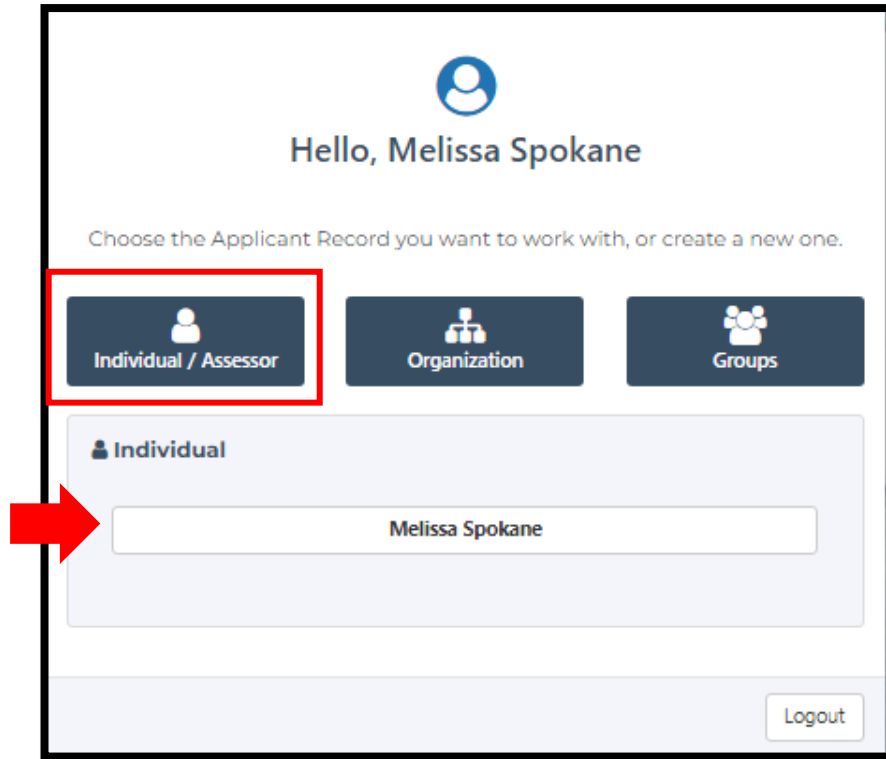 Hello, Melissa Spokane
Choose the Applicant Record you want to work with, or create a new one.
Individual / Assessor
Organization
Groups
Individual
Melissa Spokane
Logout